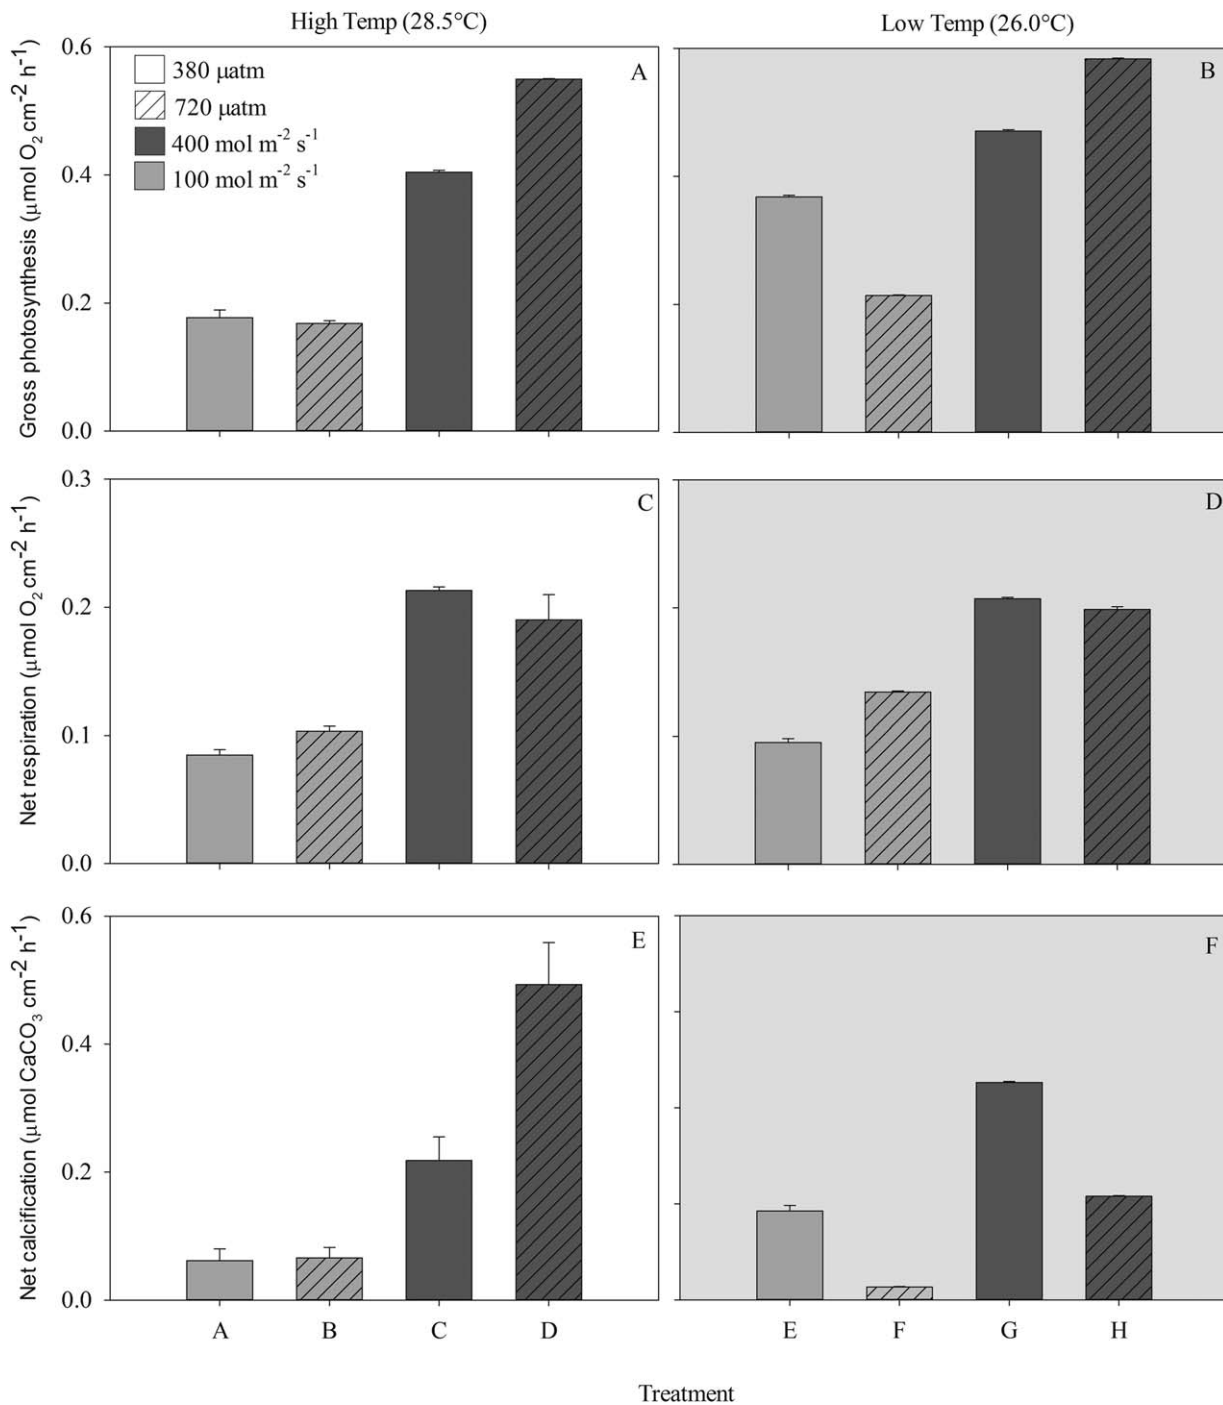 High Temp (28.5°C)
Low Temp (26.0°C)
Gross photosynthesis (µmol O₂ cm⁻² h⁻¹)
0.6
0.4
0.2
0.0
380 µatm
720 µatm
400 mol m⁻² s⁻¹
100 mol m⁻² s⁻¹
A
B
Net respiration (µmol O₂ cm⁻² h⁻¹)
0.3
0.2
0.1
0.0
C
D
Net calcification (µmol CaCO₃ cm⁻² h⁻¹)
0.6
0.4
0.2
0.0
E
F
A B C D E F G H
Treatment